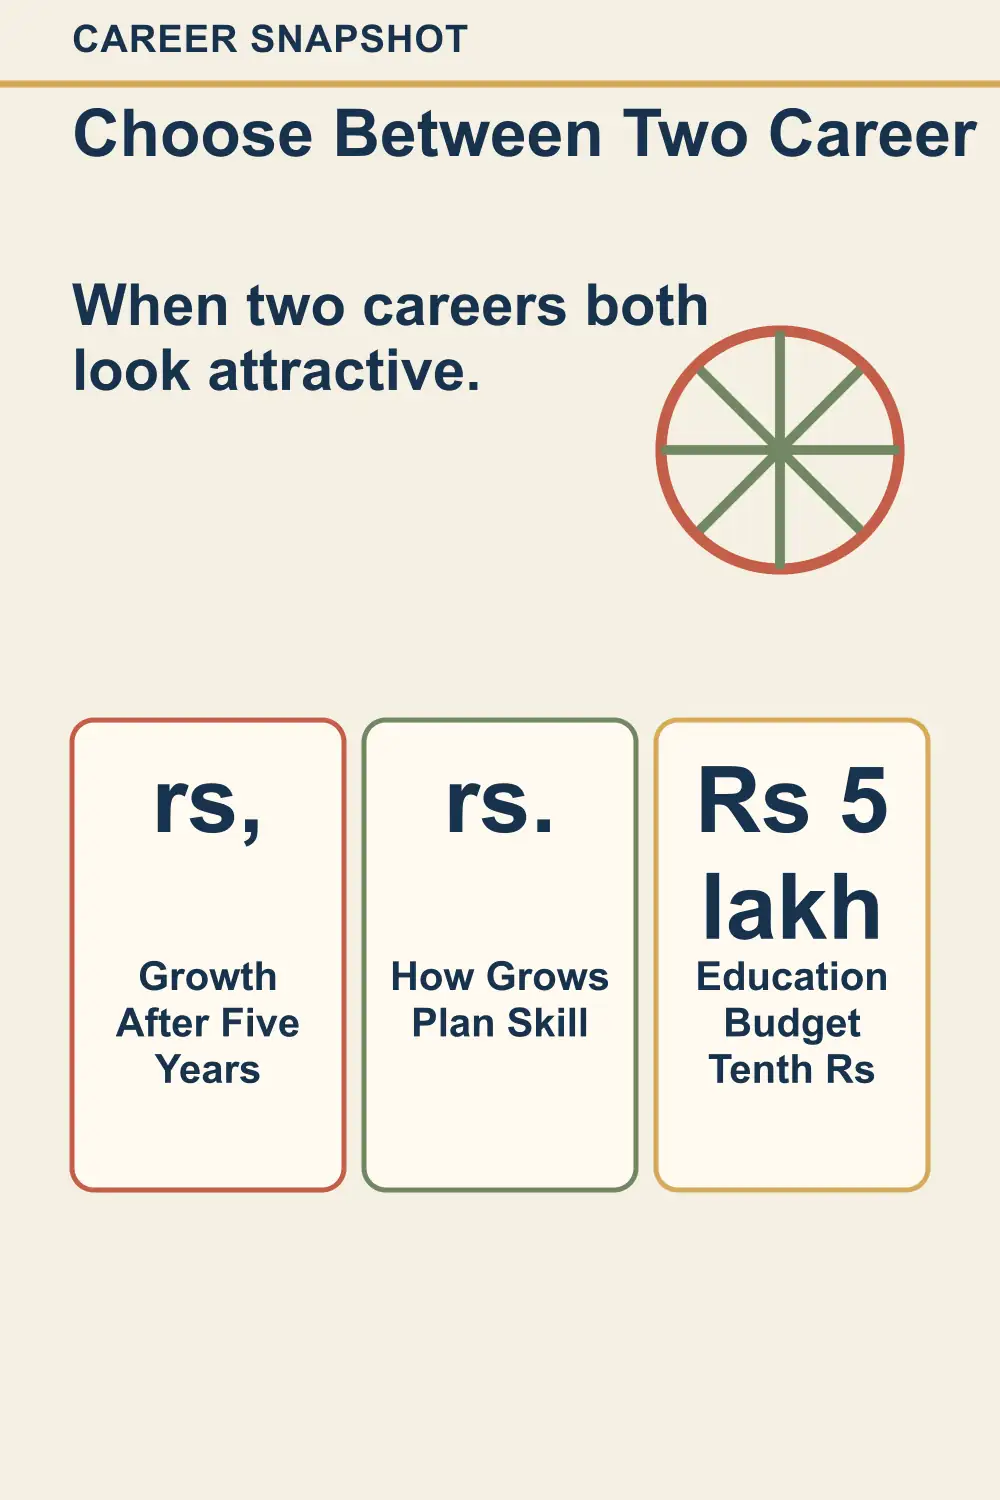 CAREER SNAPSHOT
Choose Between Two Career
When two careers both
look attractive.
rs,
Growth
After Five
Years
rs.
How Grows
Plan Skill
Rs 5
lakh
Education
Budget
Tenth Rs